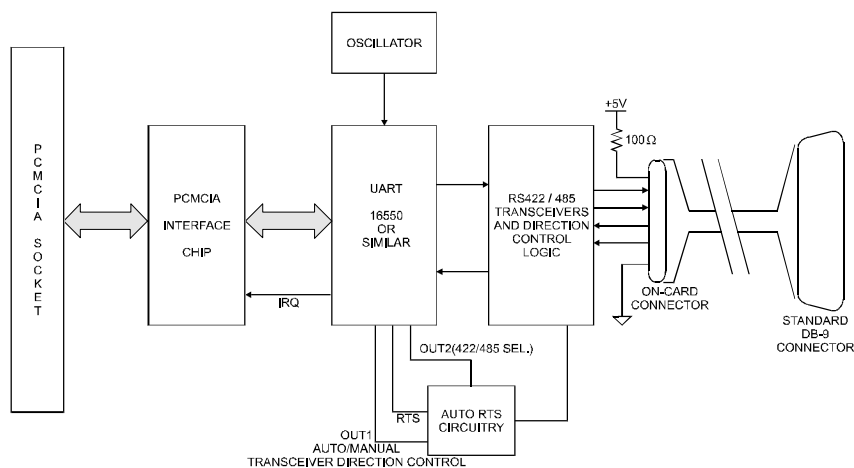 OSCILLATOR
PCMCIA SOCKET
PCMCIA
INTERFACE
CHIP
UART
16550
OR
SIMILAR
RS422 / 485
TRANSCEIVERS
AND DIRECTION
CONTROL
LOGIC
+5V
100Ω
IRQ
ON-CARD
CONNECTOR
STANDARD
DB-9
CONNECTOR
OUT2(422/485 SEL.)
RTS
AUTO RTS
CIRCUITRY
OUT1
AUTO/MANUAL
TRANSCEIVER DIRECTION CONTROL